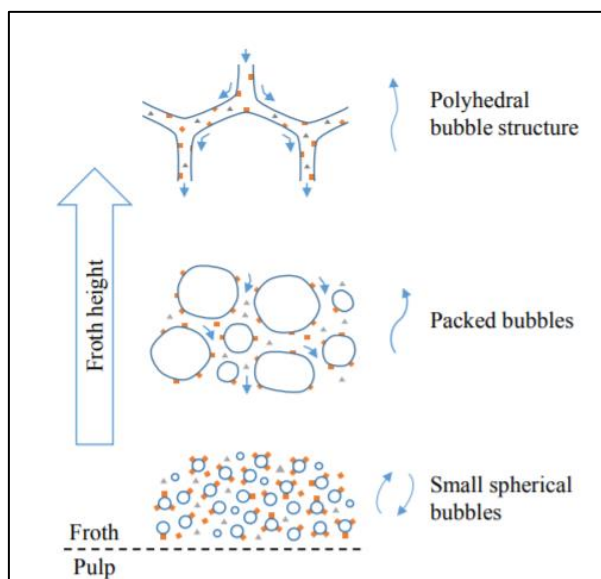 Polyhedral
bubble structure
Froth height
Packed bubbles
Small spherical
bubbles
Froth
Pulp